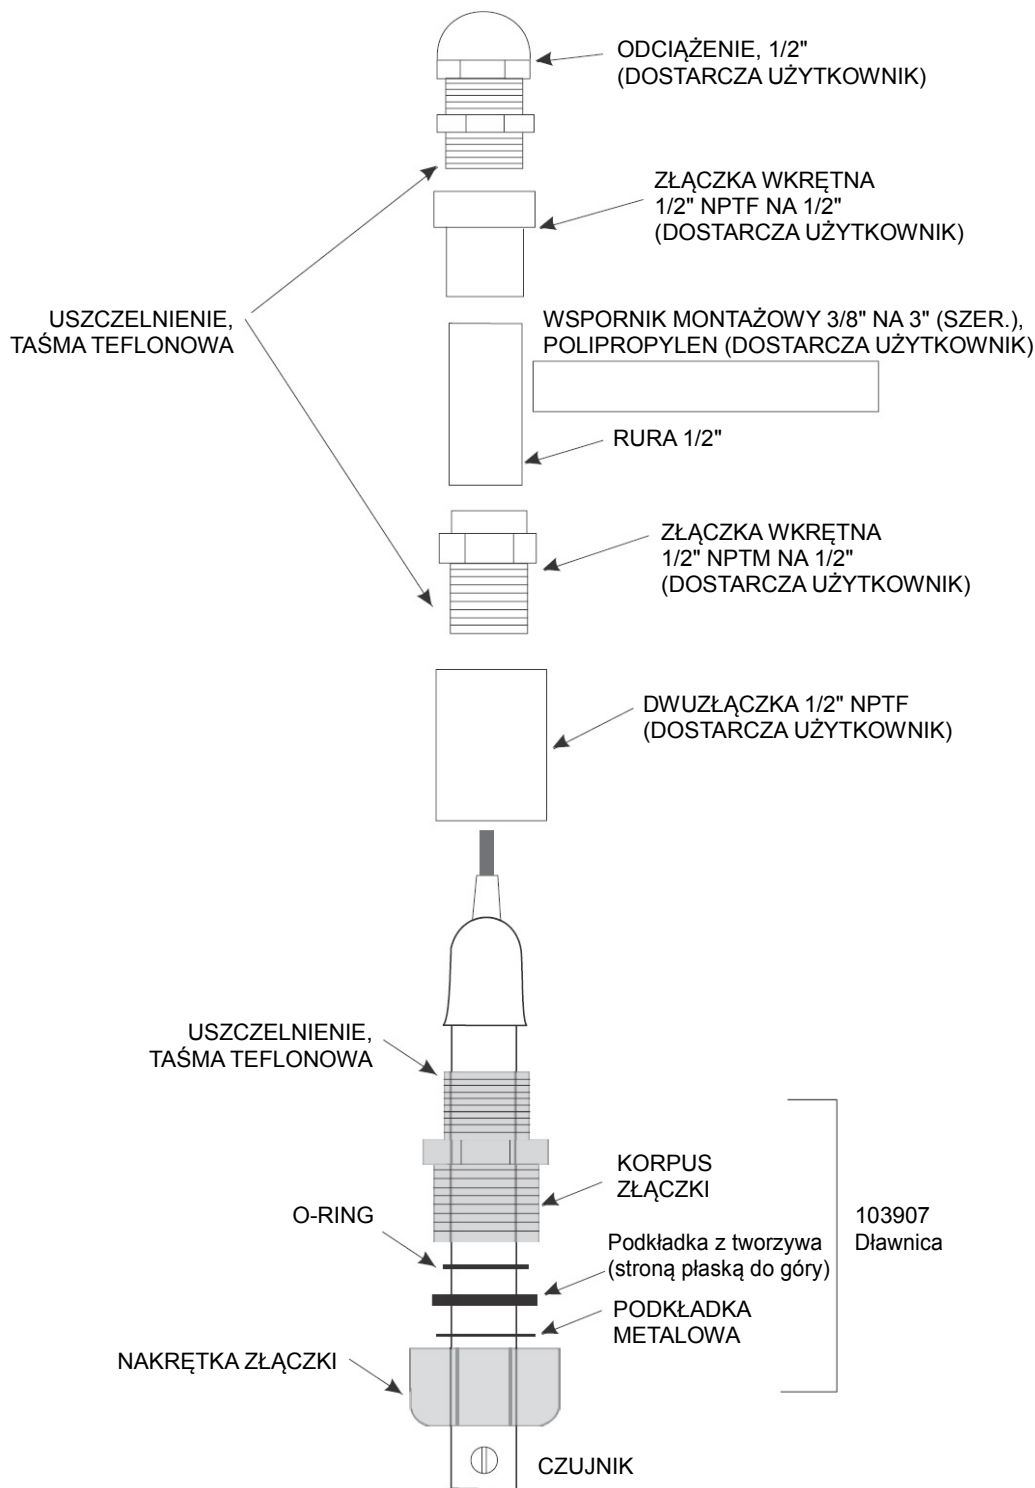 ODCIĄŻENIE, 1/2"
(DOSTARCZA UŻYTKOWNIK)
ZŁĄCZKA WKRĘTNA
1/2" NPTF NA 1/2"
(DOSTARCZA UŻYTKOWNIK)
USZCZELNIENIE,
TAŚMA TEFLONOWA
WSPORNIK MONTAŻOWY 3/8" NA 3" (SZER.),
POLIPROPYLEN (DOSTARCZA UŻYTKOWNIK)
RURA 1/2"
ZŁĄCZKA WKRĘTNA
1/2" NPTM NA 1/2"
(DOSTARCZA UŻYTKOWNIK)
DWUZŁĄCZKA 1/2" NPTF
(DOSTARCZA UŻYTKOWNIK)
USZCZELNIENIE,
TAŚMA TEFLONOWA
KORPUS
ZŁĄCZKI
O-RING
103907
Dławnica
Podkładka z tworzywa
(stroną płaską do góry)
PODKŁADKA
METALOWA
NAKRĘTKA ZŁĄCZKI
CZUJNIK